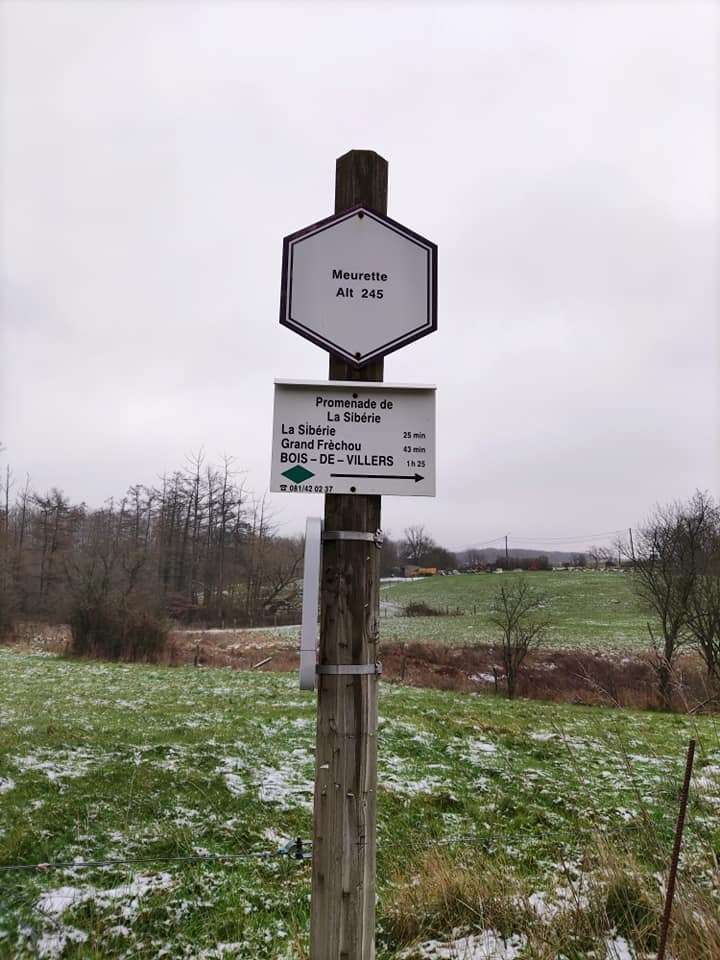 Meurette
Alt 245
Promenade de
La Sibérie
La Sibérie 25 min
Grand Frèchou 43 min
BOIS – DE – VILLERS 1 h 25
☎ 081/42 02 37